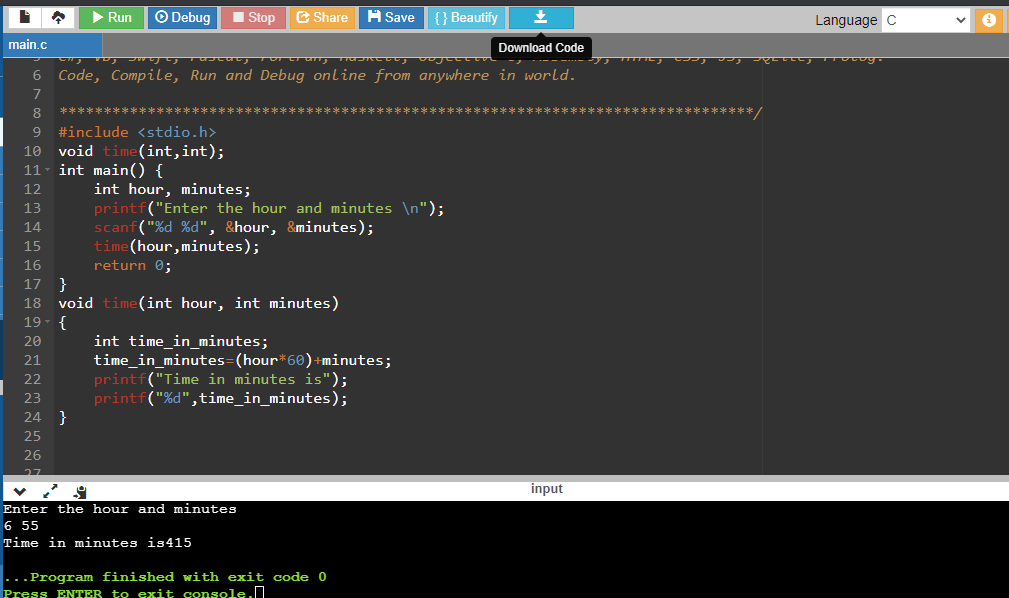 Run Debug Stop Share Save { } Beautify Language C
main.c
Download Code
6 Code, Compile, Run and Debug online from anywhere in world.
7
8 *******************************************************************************/
9 #include <stdio.h>
10 void time(int,int);
11 int main() {
12 int hour, minutes;
13 printf("Enter the hour and minutes \n");
14 scanf("%d %d", &hour, &minutes);
15 time(hour,minutes);
16 return 0;
17 }
18 void time(int hour, int minutes)
19 {
20 int time_in_minutes;
21 time_in_minutes=(hour*60)+minutes;
22 printf("Time in minutes is");
23 printf("%d",time_in_minutes);
24 }
25
26
27
input
Enter the hour and minutes
6 55
Time in minutes is415
...Program finished with exit code 0
Press ENTER to exit console.